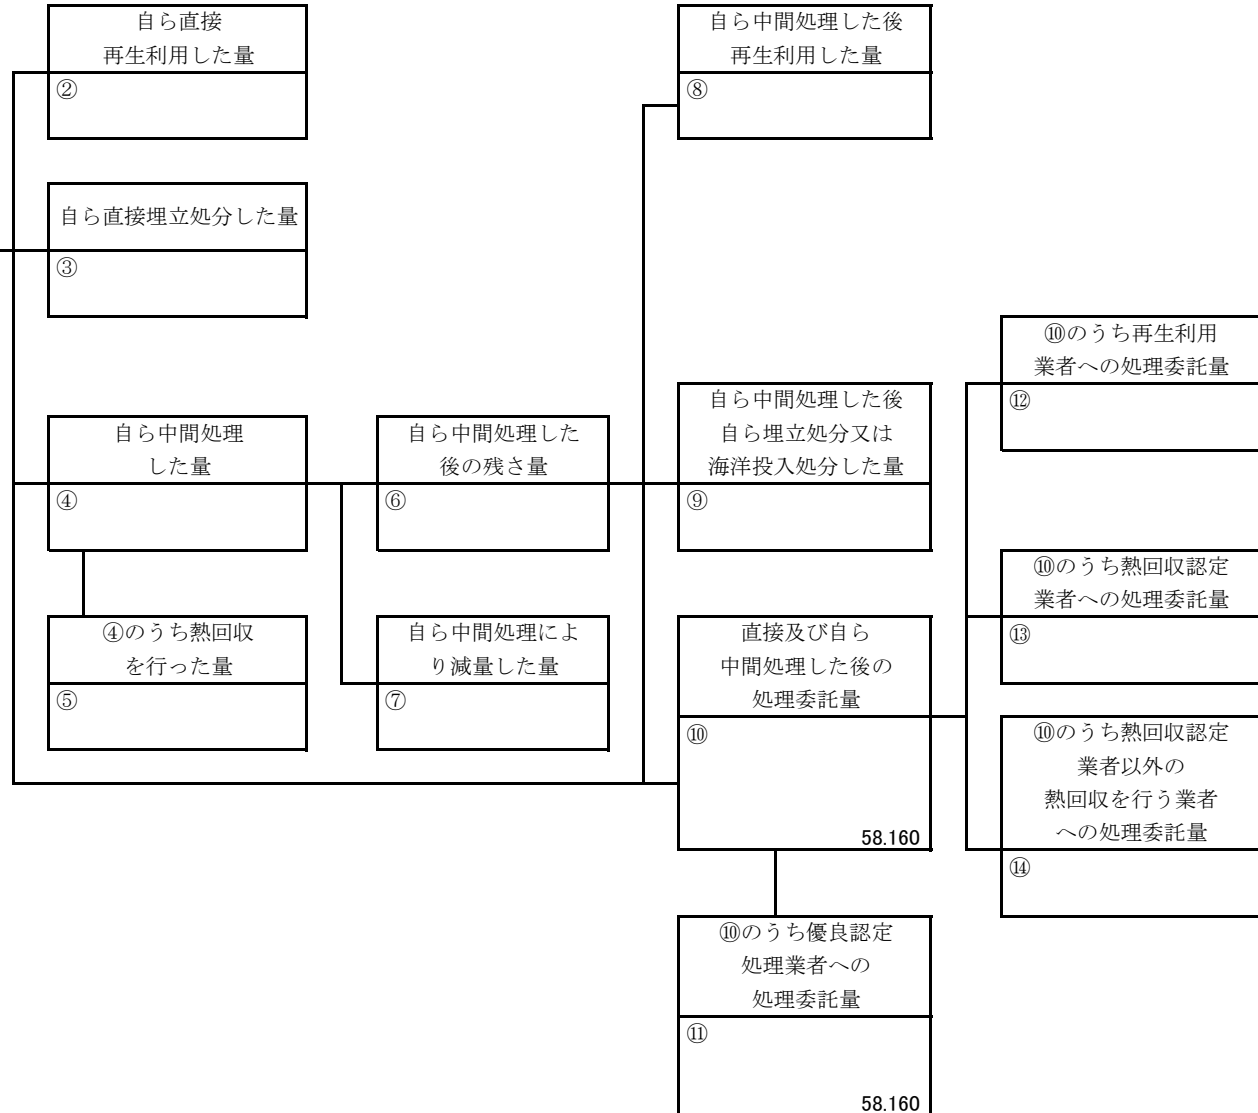 自ら直接
再生利用した量
②
自ら中間処理した後
再生利用した量
⑧
自ら直接埋立処分した量
③
⑩のうち再生利用
業者への処理委託量
⑫
自ら中間処理
した量
④
自ら中間処理した
後の残さ量
⑥
自ら中間処理した後
自ら埋立処分又は
海洋投入処分した量
⑨
⑩のうち熱回収認定
業者への処理委託量
⑬
④のうち熱回収
を行った量
⑤
自ら中間処理によ
り減量した量
⑦
直接及び自ら
中間処理した後の
処理委託量
⑩
58.160
⑩のうち熱回収認定
業者以外の
熱回収を行う業者
への処理委託量
⑭
⑩のうち優良認定
処理業者への
処理委託量
⑪
58.160